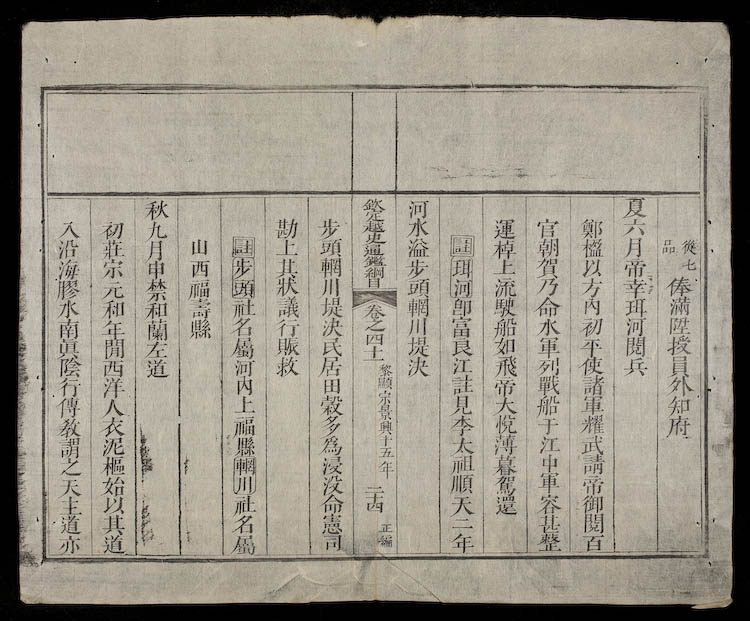 從七品俸滿陞授員外知府
夏六月帝幸珥河閱兵
鄭楹以方內初平使諸軍耀武請帝御閱百
官朝賀乃命水軍列戰船于江中軍容甚整
運棹上流駛船如飛帝大悅薄暮駕還
註珥河卽富良江註見李太祖順天二年
河水溢步頭輞川堤決
欽定越史通鑑綱目 卷之四十一 黎顯宗景興十五年 二十四 正編
步頭輞川堤決民居田穀多為浸没命憲司
勘上其狀議行賑救
註步頭社名屬河內上福縣輞川社名屬
山西福壽縣
秋九月申禁和蘭左道
初莊宗元和年閒西洋人衣泥樞始以其道
入沿海膠水南眞陰行傳教謂之天主道亦